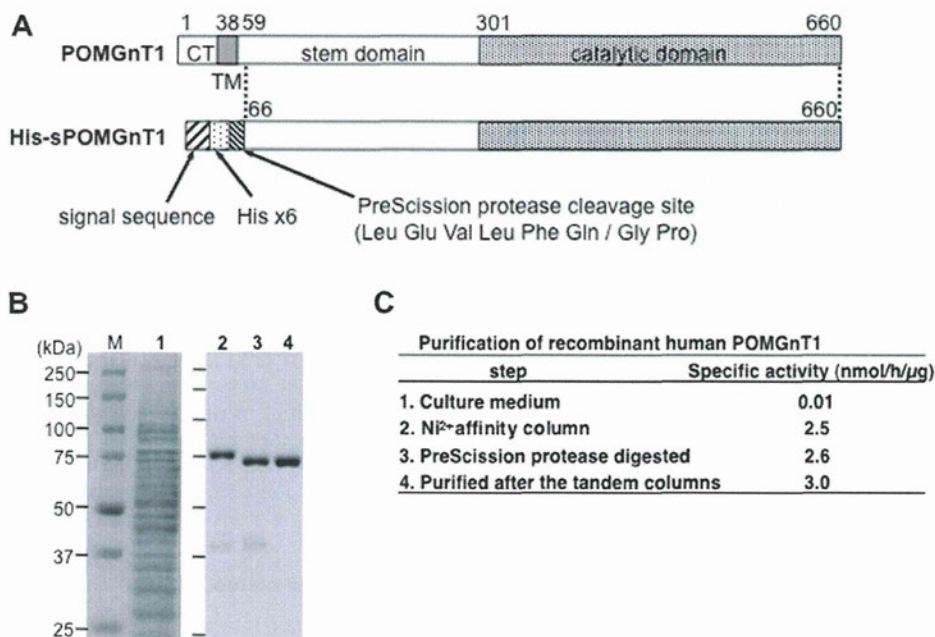 A
1 38 59 301 660
POMGnT1 CT stem domain catalytic domain
TM
66 660
His-sPOMGnT1
signal sequence His x6 PreScission protease cleavage site
(Leu Glu Val Leu Phe Gln / Gly Pro)
B
(kDa) M 1 2 3 4
250
150
100
75
50
37
25
C
Purification of recombinant human POMGnT1
step Specific activity (nmol/h/µg)
1. Culture medium 0.01
2. Ni2+ affinity column 2.5
3. PreScission protease digested 2.6
4. Purified after the tandem columns 3.0